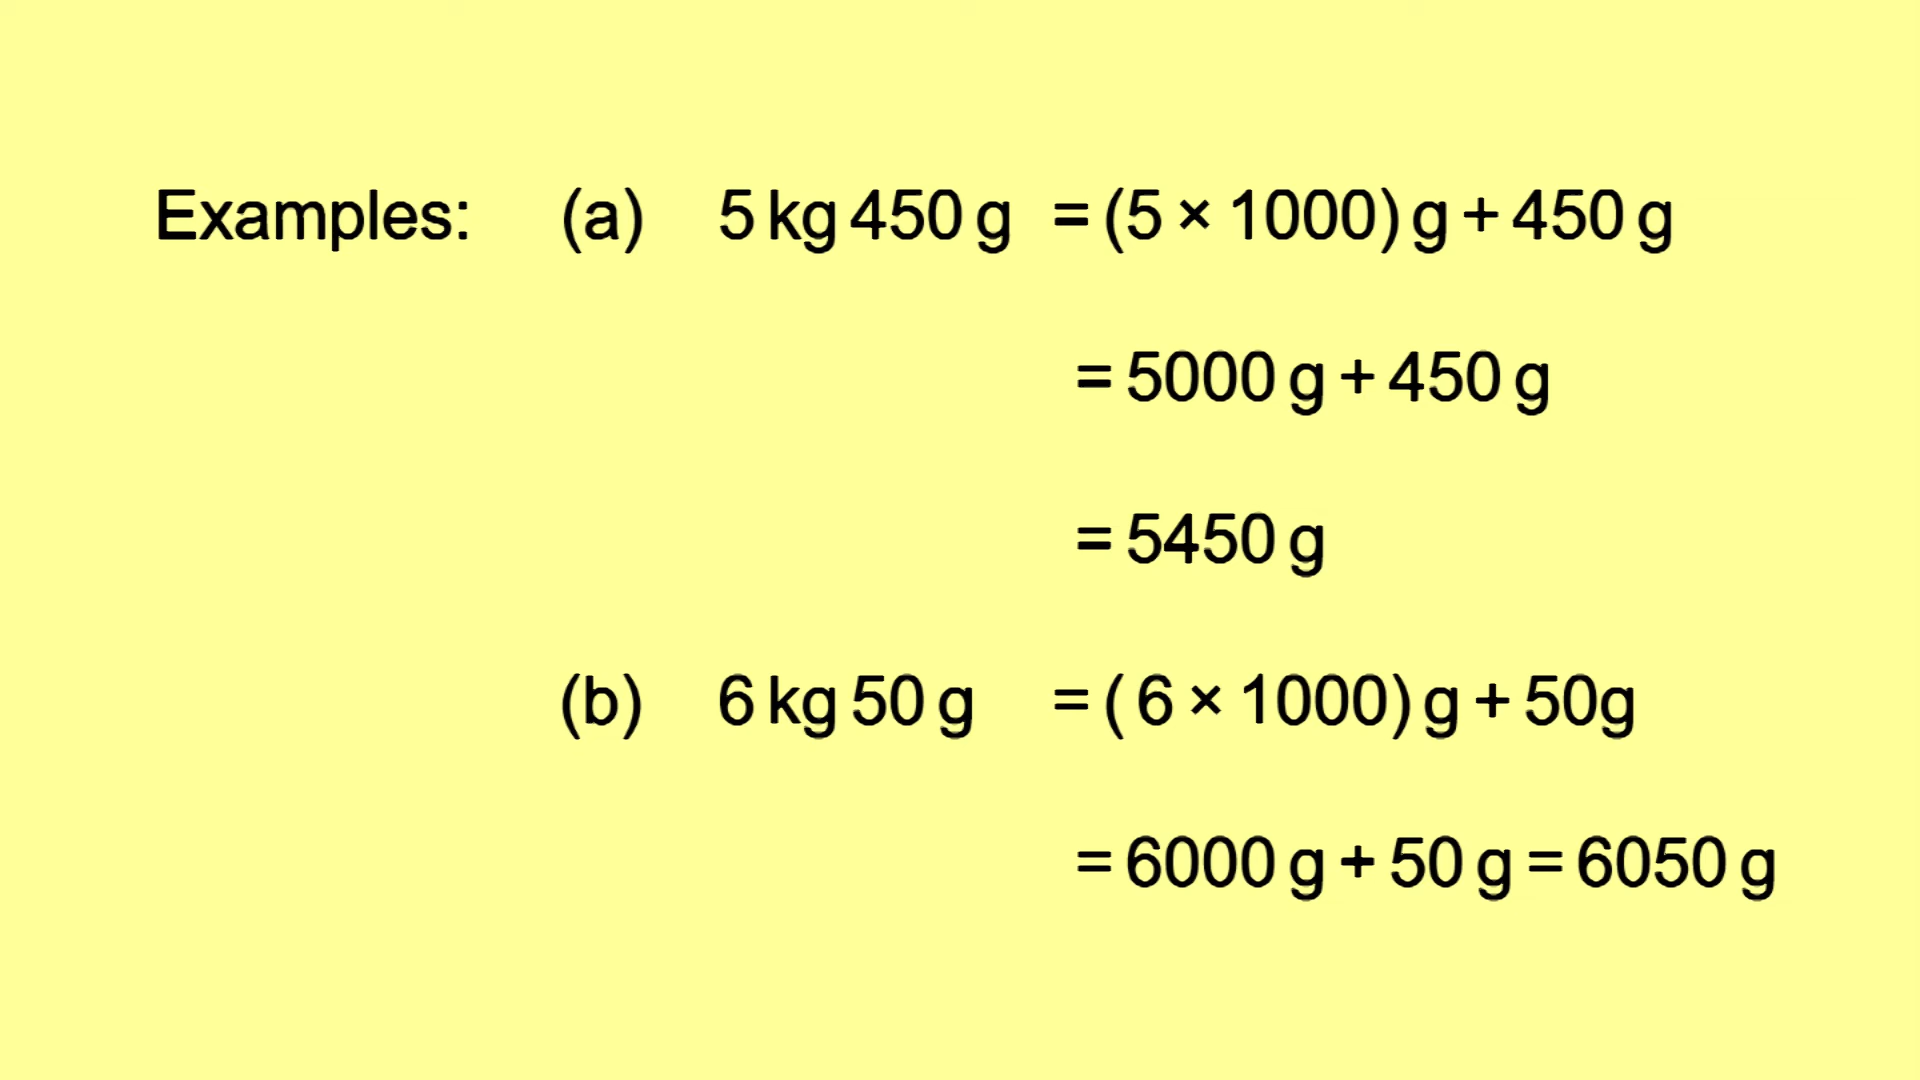 Examples: (a) 5 kg 450 g = (5 × 1000) g + 450 g
= 5000 g + 450 g
= 5450 g
(b) 6 kg 50 g = ( 6 × 1000) g + 50g
= 6000 g + 50 g = 6050 g